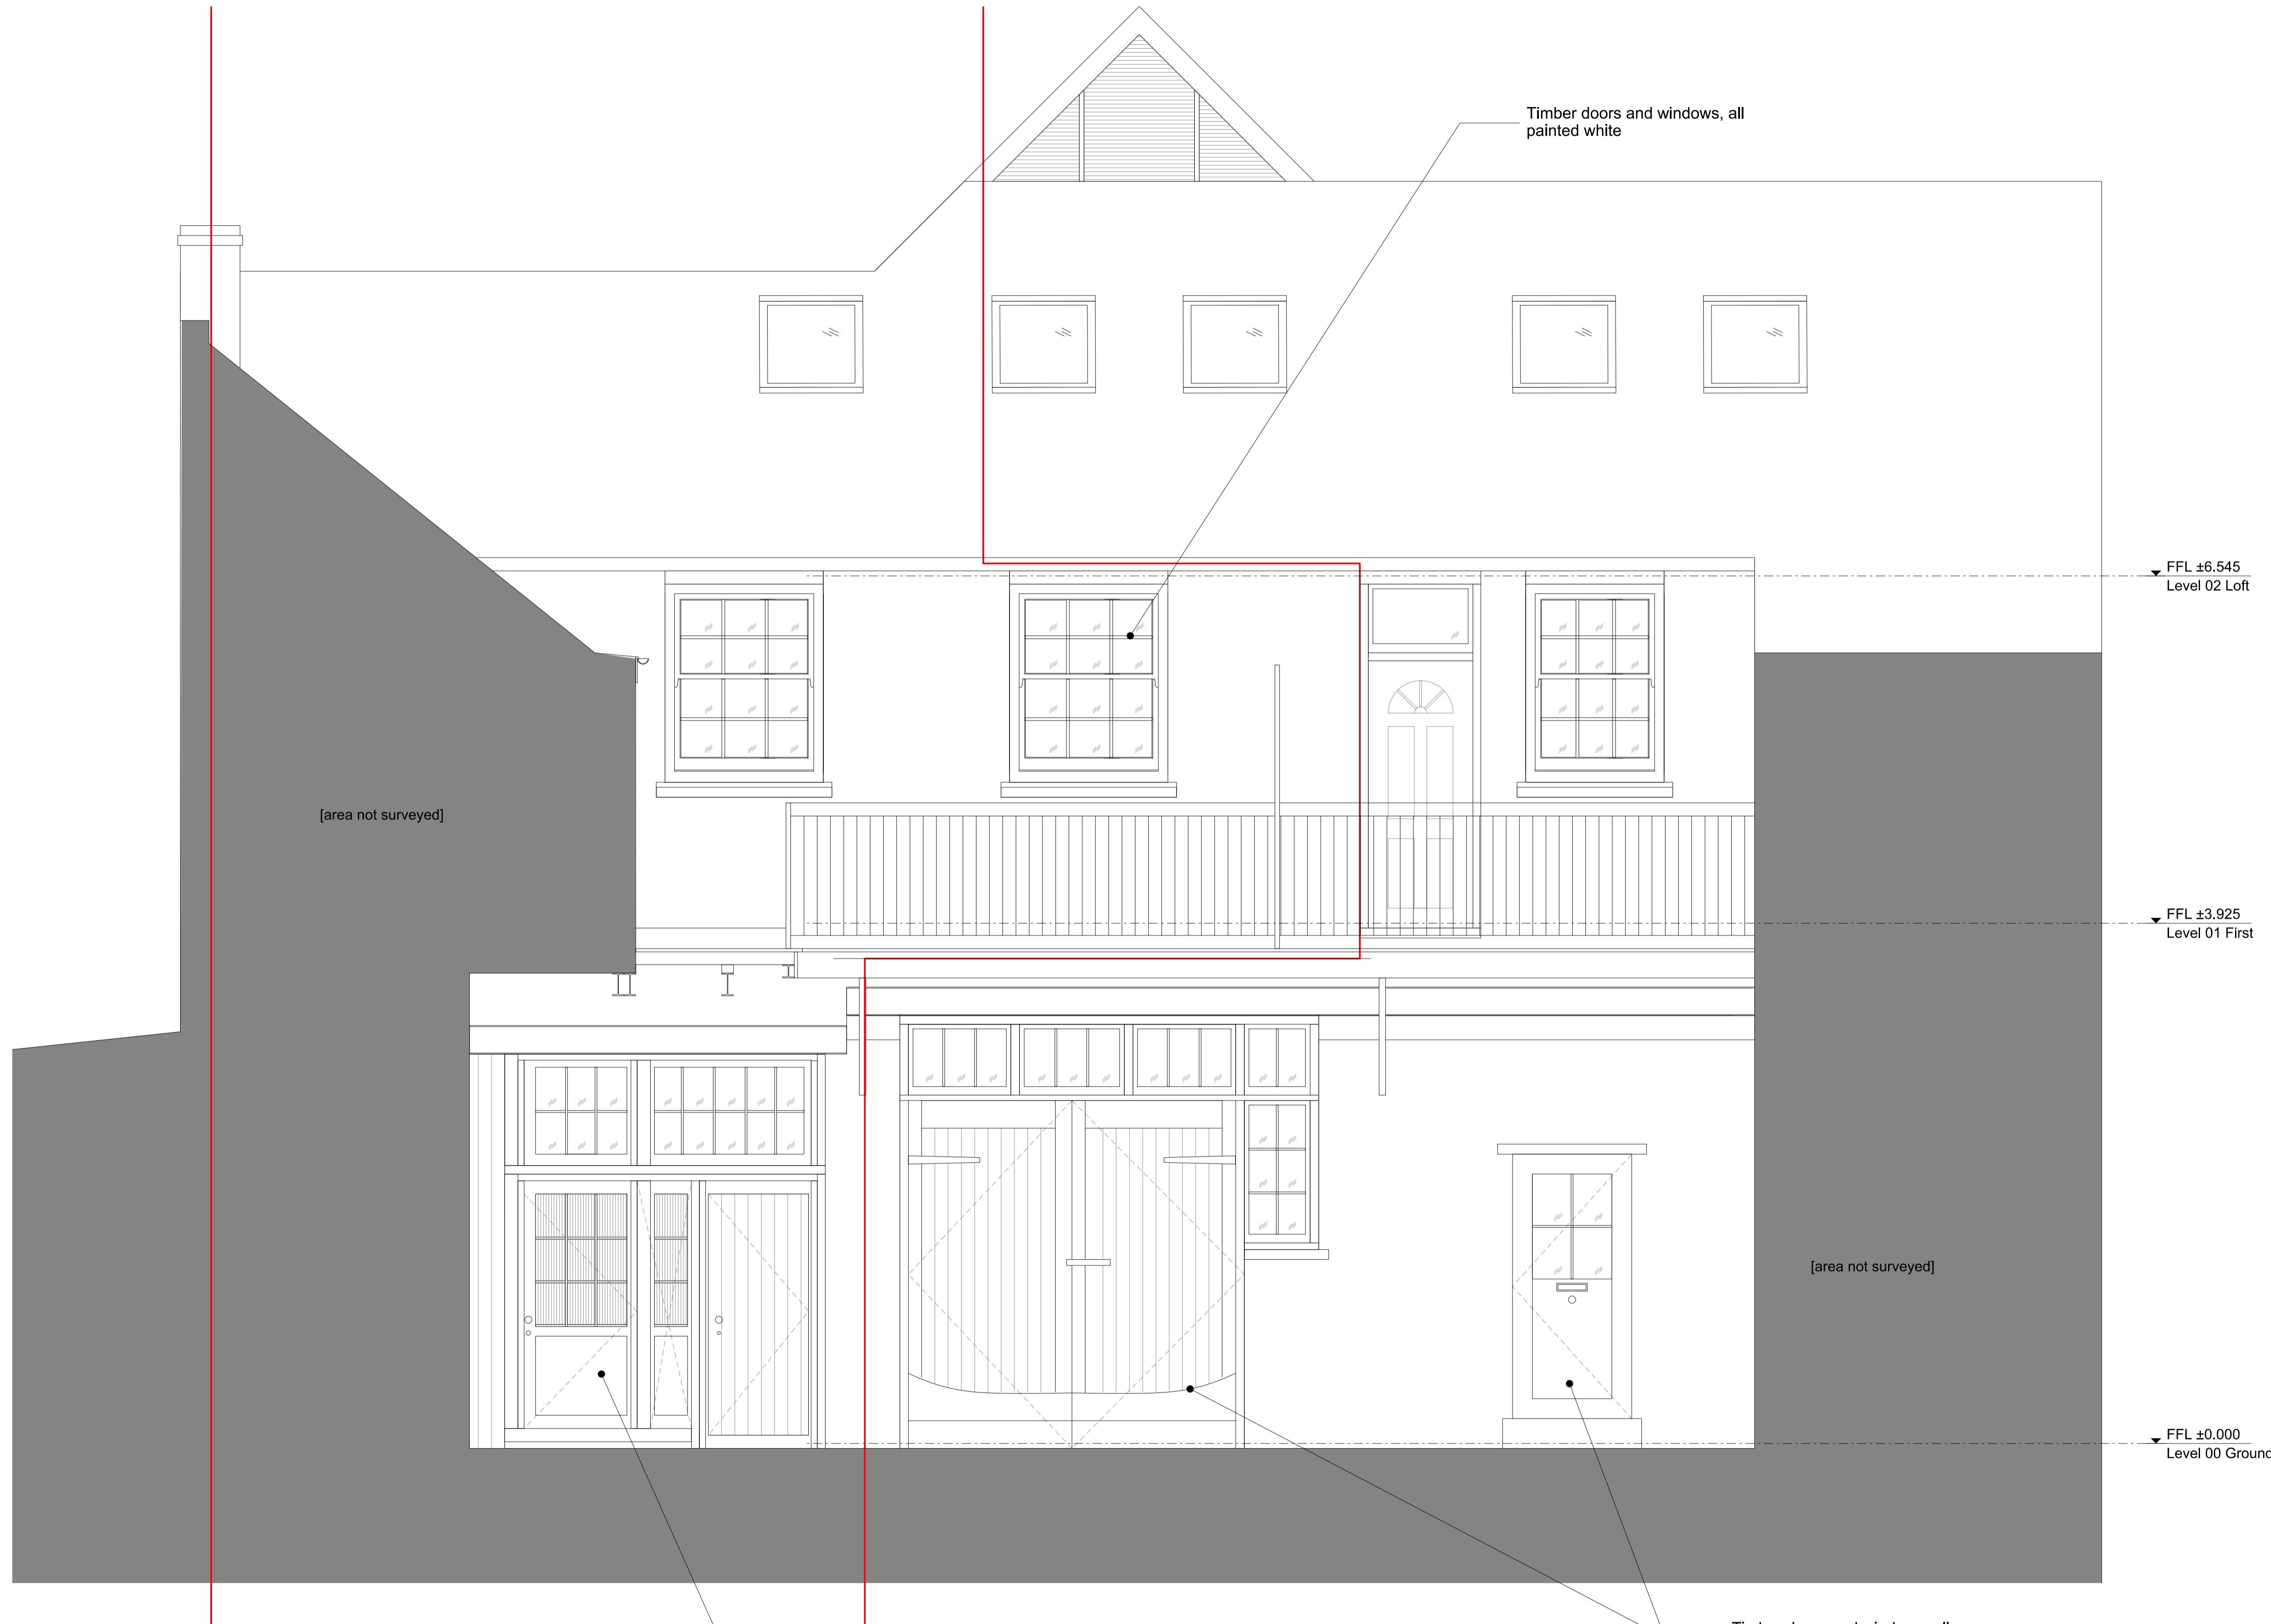 Timber doors and windows, all
painted white
FFL ±6.545
Level 02 Loft
[area not surveyed]
FFL ±3.925
Level 01 First
[area not surveyed]
FFL ±0.000
Level 00 Ground